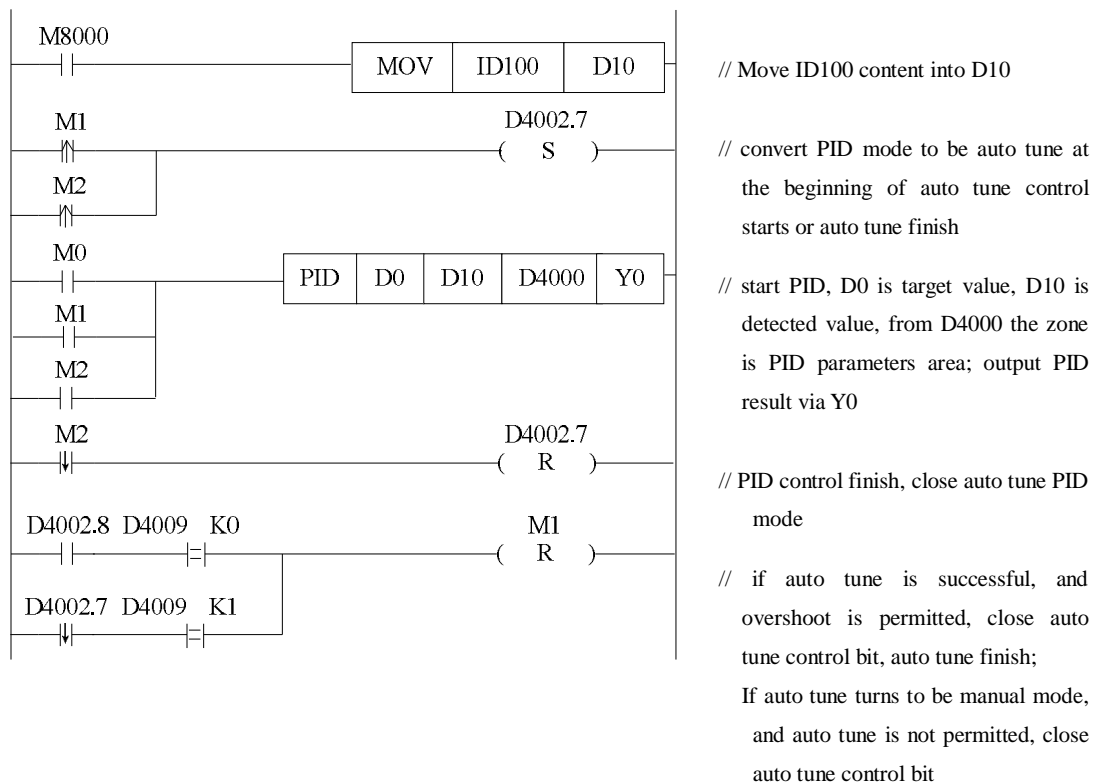 M8000
MOV ID100 D10
// Move ID100 content into D10
M1 D4002.7
( S )
// convert PID mode to be auto tune at
the beginning of auto tune control
starts or auto tune finish
M2
M0
PID D0 D10 D4000 Y0
// start PID, D0 is target value, D10 is
detected value, from D4000 the zone
is PID parameters area; output PID
result via Y0
M1
M2
M2 D4002.7
( R )
// PID control finish, close auto tune PID
mode
D4002.8 D4009 K0 M1
= ( R )
// if auto tune is successful, and
overshoot is permitted, close auto
tune control bit, auto tune finish;
If auto tune turns to be manual mode,
and auto tune is not permitted, close
auto tune control bit
D4002.7 D4009 K1
=